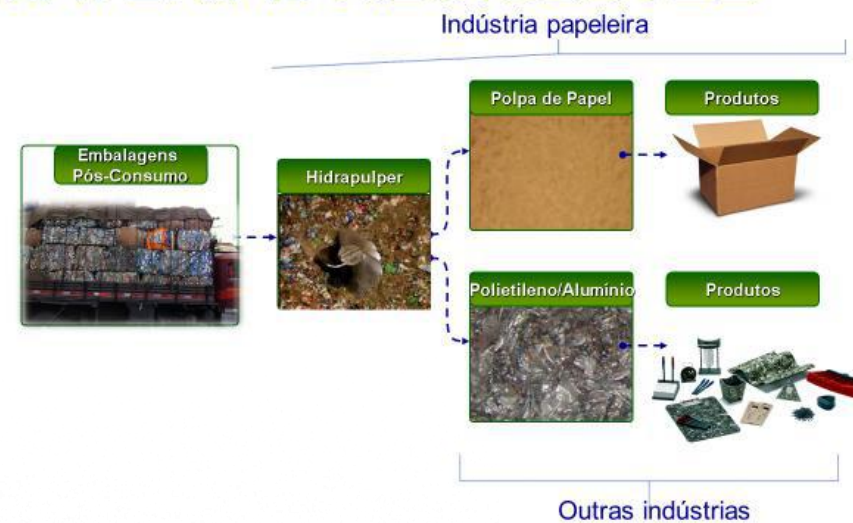 Indústria papeleira
Polpa de Papel
Produtos
Embalagens
Pós-Consumo
Hidrapulper
Polietileno/Alumínio
Produtos
Outras indústrias